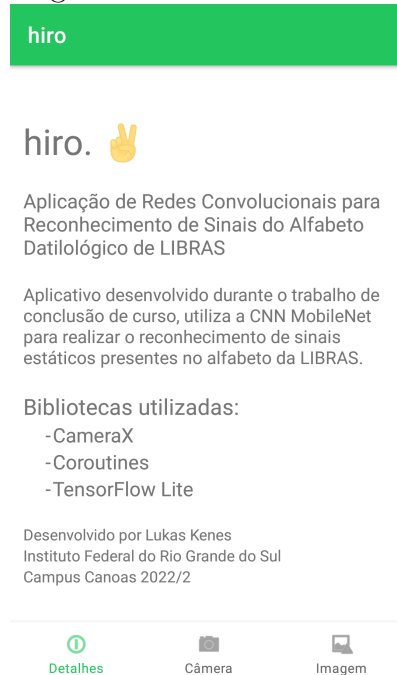 hiro
hiro. ✌
Aplicação de Redes Convolucionais para
Reconhecimento de Sinais do Alfabeto
Datilológico de LIBRAS
Aplicativo desenvolvido durante o trabalho de
conclusão de curso, utiliza a CNN MobileNet
para realizar o reconhecimento de sinais
estáticos presentes no alfabeto da LIBRAS.
Bibliotecas utilizadas:
-CameraX
-Coroutines
-TensorFlow Lite
Desenvolvido por Lukas Kenes
Instituto Federal do Rio Grande do Sul
Campus Canoas 2022/2
Detalhes Câmera Imagem